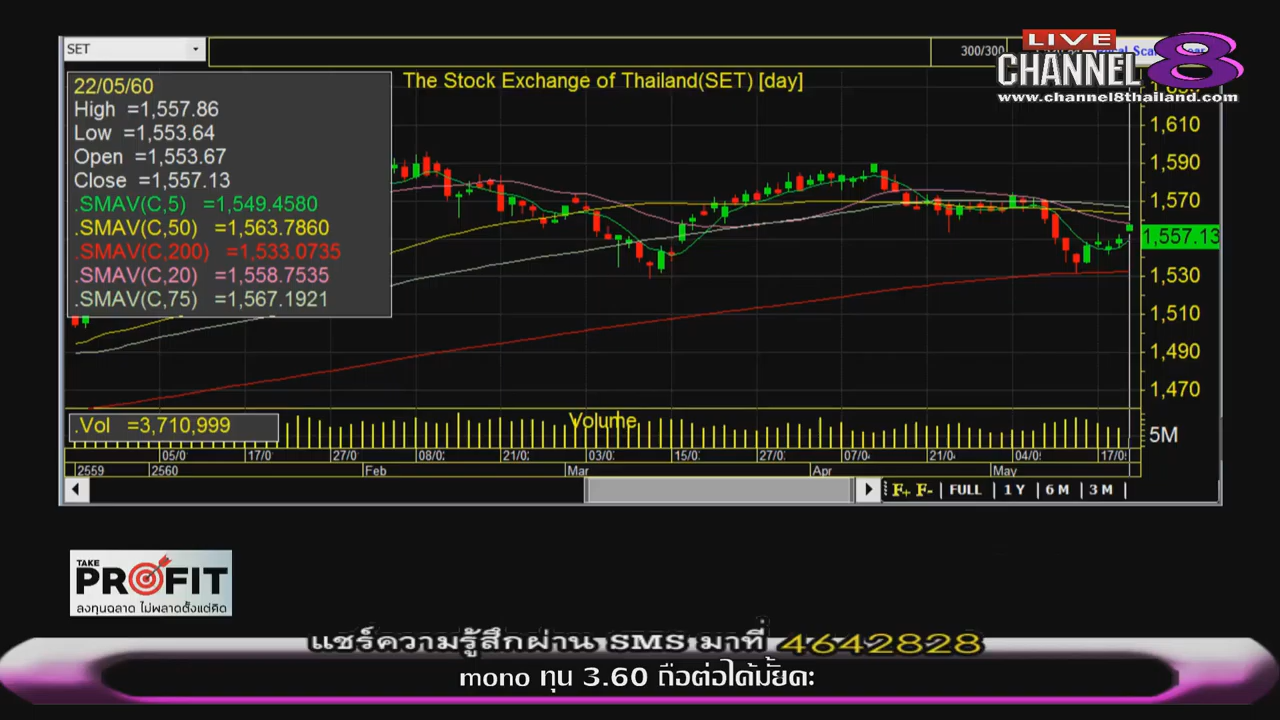 SET
300/300
LIVE
CHANNEL 8
www.channel8thailand.com
The Stock Exchange of Thailand(SET) [day]
22/05/60
High =1,557.86
Low =1,553.64
Open =1,553.67
Close =1,557.13
.SMAV(C,5) =1,549.4580
.SMAV(C,50) =1,563.7860
.SMAV(C,200) =1,533.0735
.SMAV(C,20) =1,558.7535
.SMAV(C,75) =1,567.1921
1,610
1,590
1,570
1,557.13
1,530
1,510
1,490
1,470
.Vol =3,710,999
Volume
5M
05/0 17/0 27/0 08/0 21/0 03/0 15/0 27/0 07/0 21/0 04/0 17/0
2559 2560 Feb Mar Apr May
F+ F- FULL 1 Y 6 M 3 M
TAKE
PROFIT
ลงทุนฉลาด ไม่พลาดตั้งแต่คิด
แชร์ความรู้สึกผ่าน SMS มาที่ 4642828
mono ทุน 3.60 ถือต่อได้มั้ยคะ